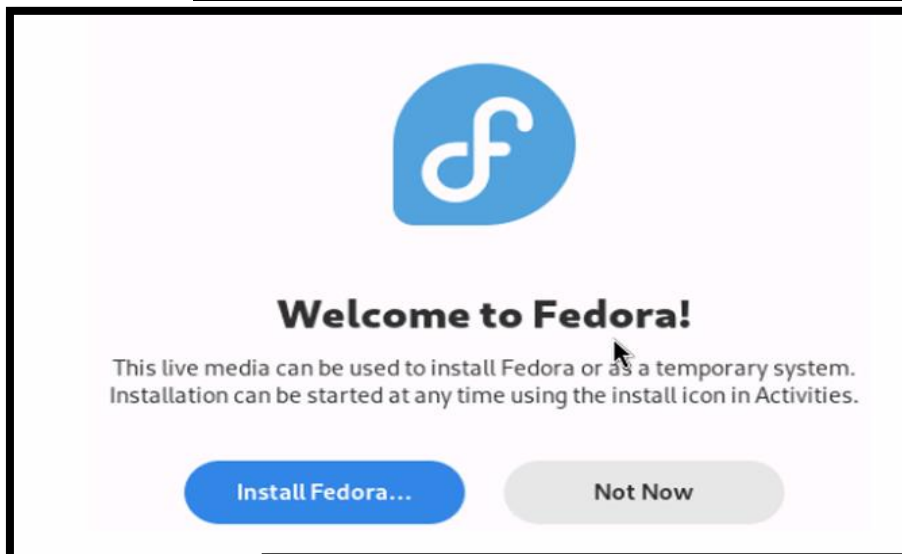 Welcome to Fedora!
This live media can be used to install Fedora or as a temporary system.
Installation can be started at any time using the install icon in Activities.
Install Fedora...
Not Now